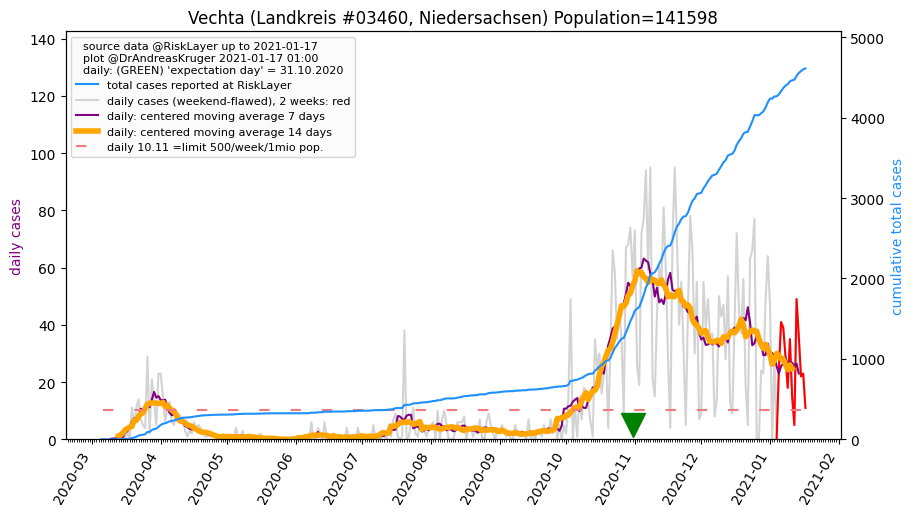 Vechta (Landkreis #03460, Niedersachsen) Population=141598
source data @RiskLayer up to 2021-01-17
plot @DrAndreasKruger 2021-01-17 01:00
daily: (GREEN) 'expectation day' = 31.10.2020
total cases reported at RiskLayer
daily cases (weekend-flawed), 2 weeks: red
daily: centered moving average 7 days
daily: centered moving average 14 days
daily 10.11 =limit 500/week/1mio pop.
daily cases
140
120
100
80
60
40
20
0
cumulative total cases
5000
4000
3000
2000
1000
0
2020-03
2020-04
2020-05
2020-06
2020-07
2020-08
2020-09
2020-10
2020-11
2020-12
2021-01
2021-02